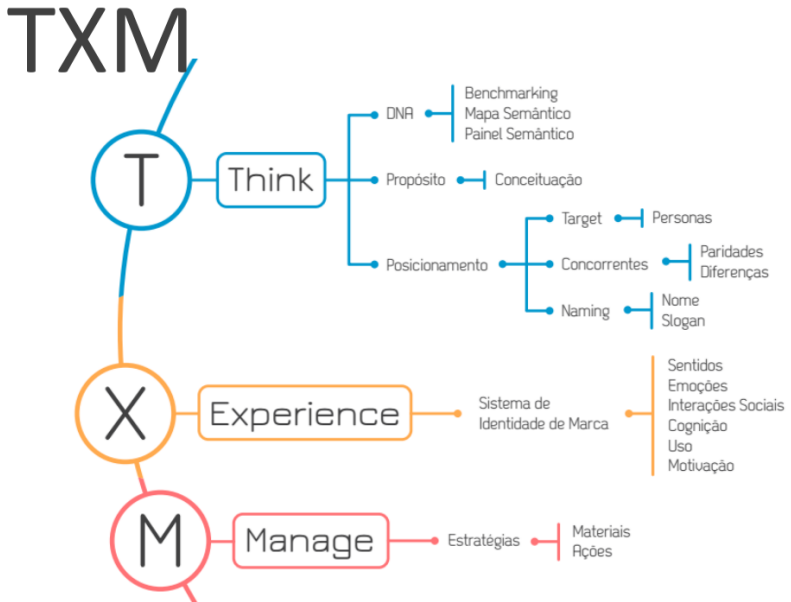 TXM
T
Think
DNA
Benchmarking
Mapa Semântico
Painel Semântico
Propósito
Conceituação
Posicionamento
Target
Personas
Concorrentes
Paridades
Diferenças
Naming
Nome
Slogan
X
Experience
Sistema de
Identidade de Marca
Sentidos
Emoções
Interações Sociais
Cognição
Uso
Motivação
M
Manage
Estratégias
Materiais
Ações